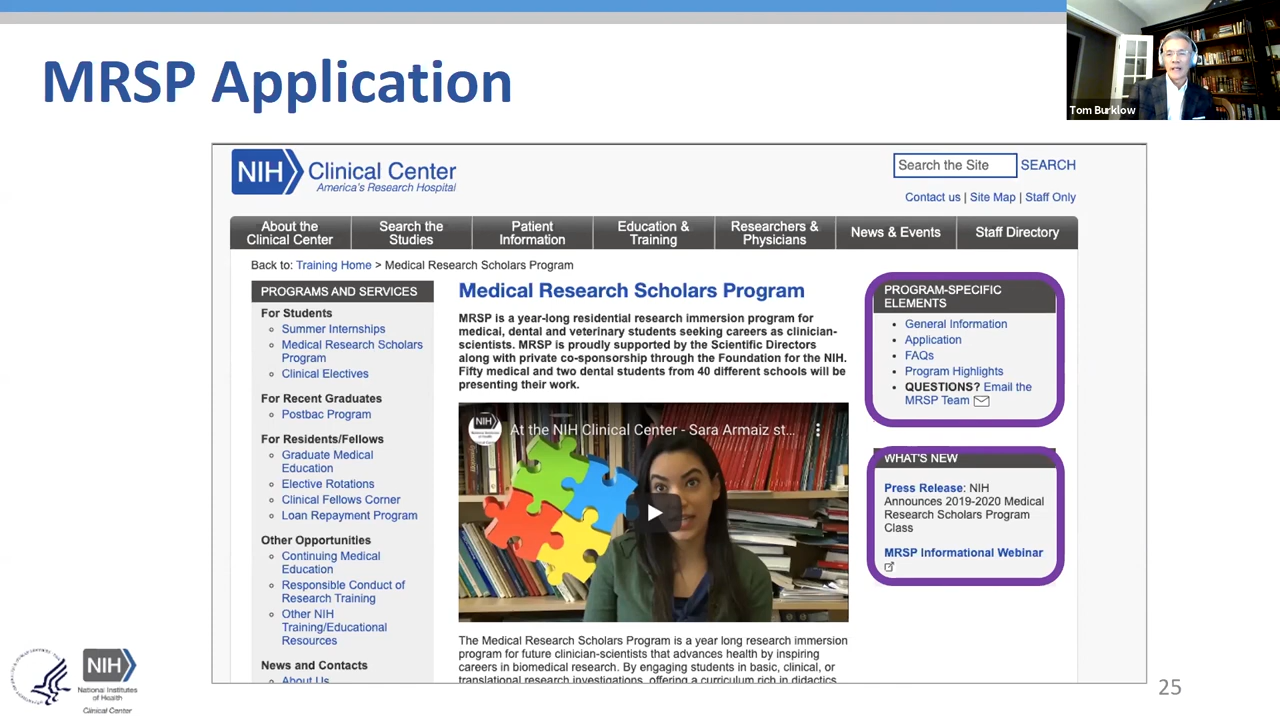 MRSP Application
Tom Burklow
NIH
Clinical Center
America's Research Hospital
Search the Site
SEARCH
Contact us | Site Map | Staff Only
About the
Clinical Center
Search the
Studies
Patient
Information
Education &
Training
Researchers &
Physicians
News & Events
Staff Directory
Back to: Training Home > Medical Research Scholars Program
PROGRAMS AND SERVICES
For Students
Summer Internships
Medical Research Scholars
Program
Clinical Electives
For Recent Graduates
Postbac Program
For Residents/Fellows
Graduate Medical
Education
Elective Rotations
Clinical Fellows Corner
Loan Repayment Program
Other Opportunities
Continuing Medical
Education
Responsible Conduct of
Research Training
Other NIH
Training/Educational
Resources
News and Contacts
About Us
Medical Research Scholars Program
MRSP is a year-long residential research immersion program for
medical, dental and veterinary students seeking careers as clinician-
scientists. MRSP is proudly supported by the Scientific Directors
along with private co-sponsorship through the Foundation for the NIH.
Fifty medical and two dental students from 40 different schools will be
presenting their work.
NIH
At the NIH Clinical Center - Sara Armaiz st...
The Medical Research Scholars Program is a year long research immersion
program for future clinician-scientists that advances health by inspiring
careers in biomedical research. By engaging students in basic, clinical, or
translational research investigations, offering a curriculum rich in didactics
PROGRAM-SPECIFIC
ELEMENTS
General Information
Application
FAQs
Program Highlights
QUESTIONS? Email the
MRSP Team
WHAT'S NEW
Press Release: NIH
Announces 2019-2020 Medical
Research Scholars Program
Class
MRSP Informational Webinar
NIH
National Institutes
of Health
Clinical Center
25